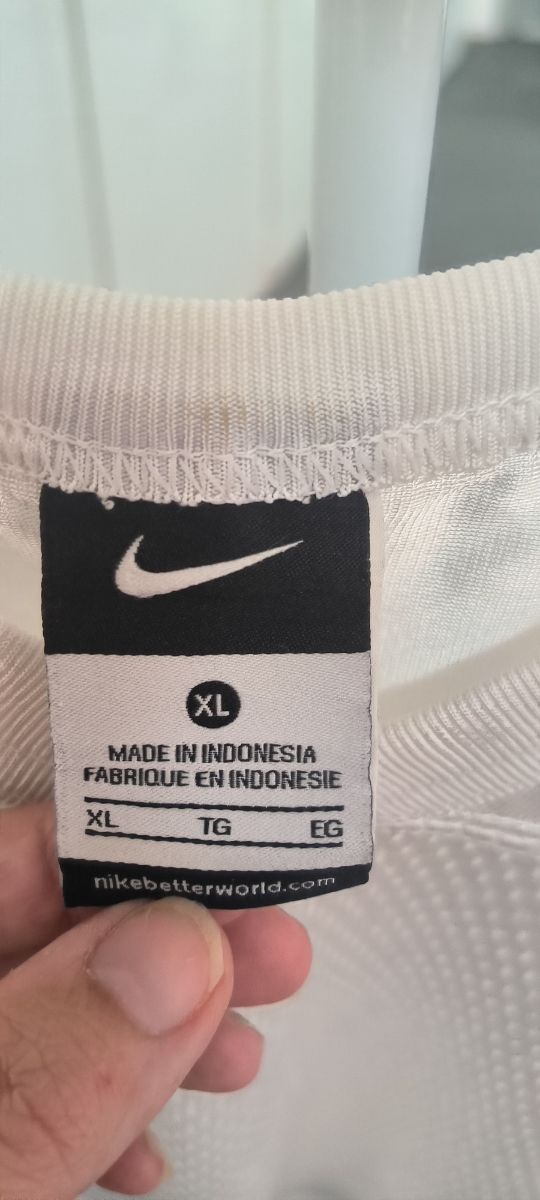 XL
MADE IN INDONESIA
FABRIQUE EN INDONESIE
XL TG EG
nikebetterworld.com